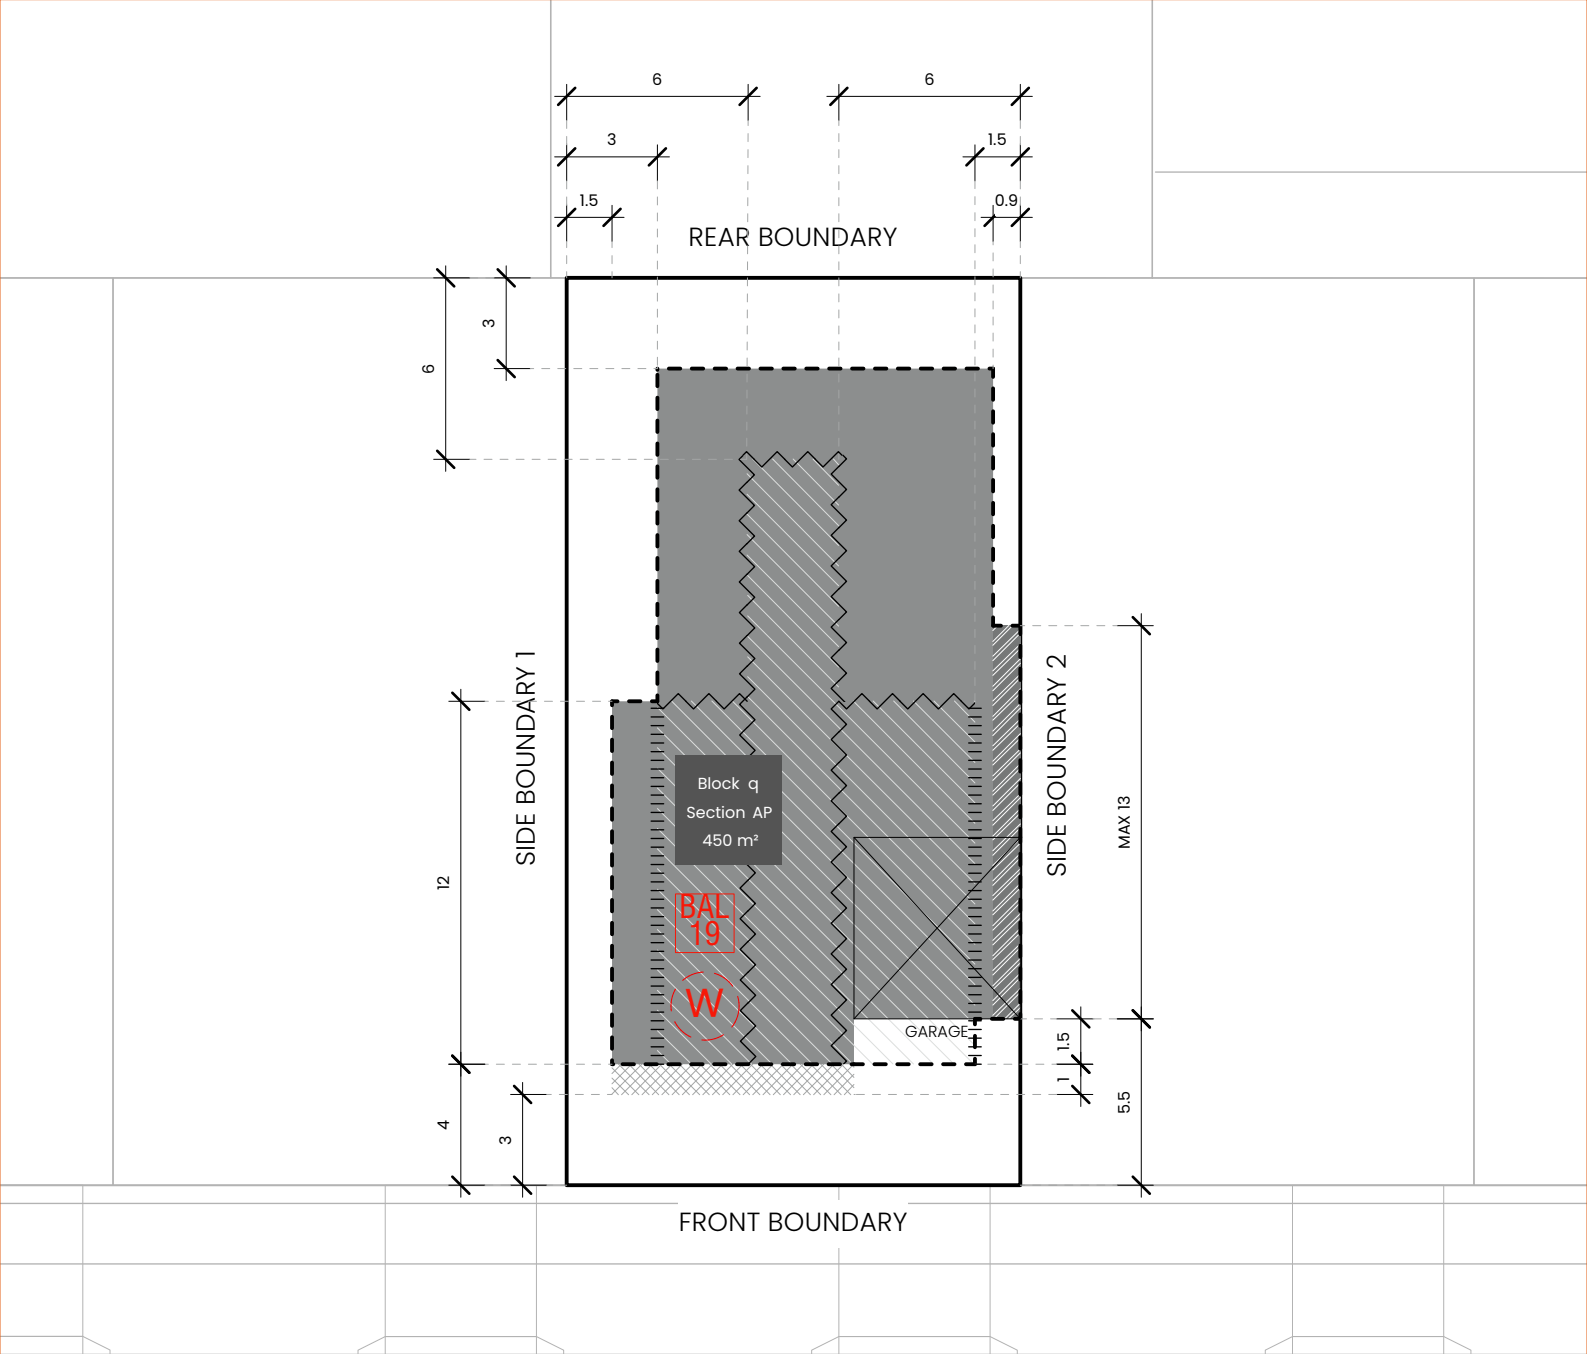 6
6
3
1.5
1.5
0.9
REAR BOUNDARY
3
6
SIDE BOUNDARY 1
SIDE BOUNDARY 2
Block q
Section AP
450 m²
MAX 13
12
BAL
19
W
GARAGE
1.5
1
5.5
4
3
FRONT BOUNDARY